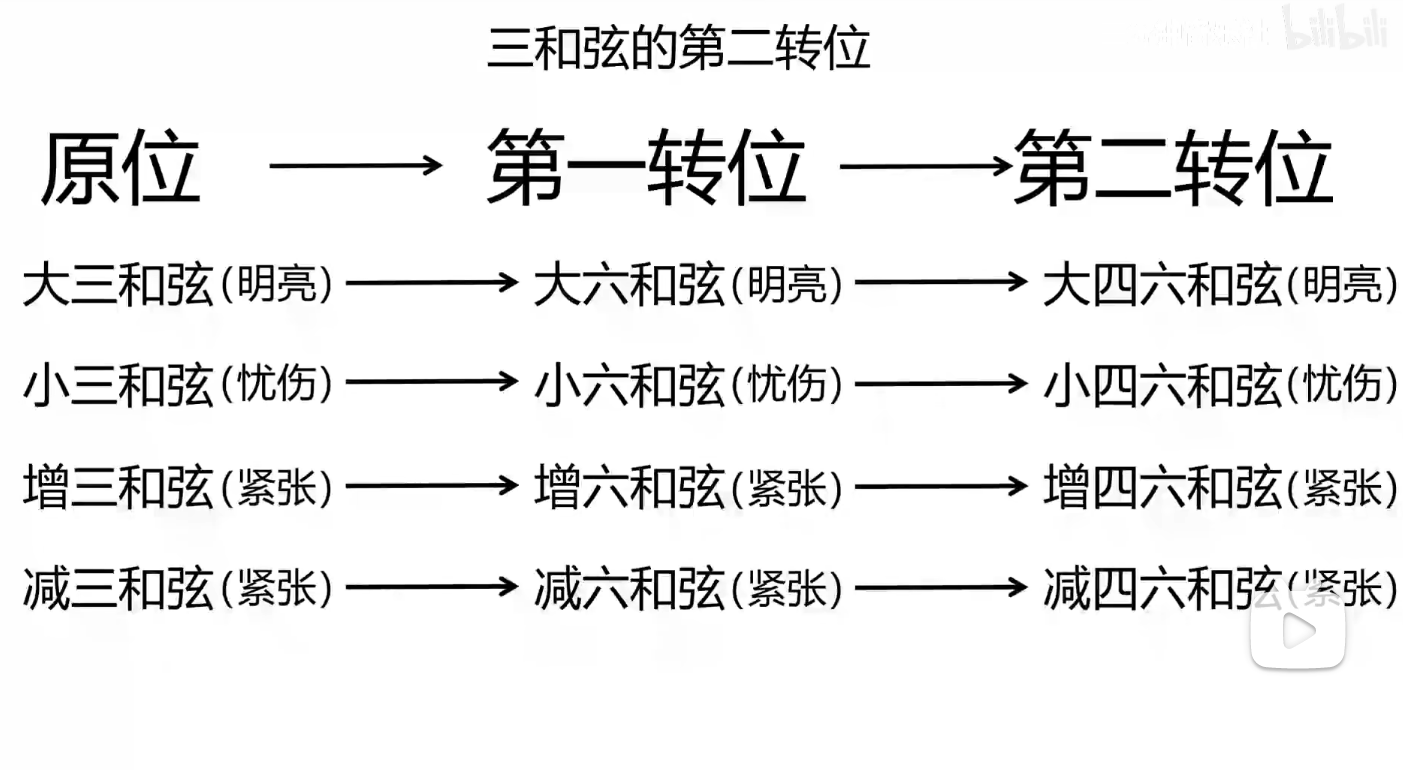 bilibili
三和弦的第二转位
原位 → 第一转位 → 第二转位
大三和弦(明亮) → 大六和弦(明亮) → 大四六和弦(明亮)
小三和弦(忧伤) → 小六和弦(忧伤) → 小四六和弦(忧伤)
增三和弦(紧张) → 增六和弦(紧张) → 增四六和弦(紧张)
减三和弦(紧张) → 减六和弦(紧张) → 减四六和弦(紧张)